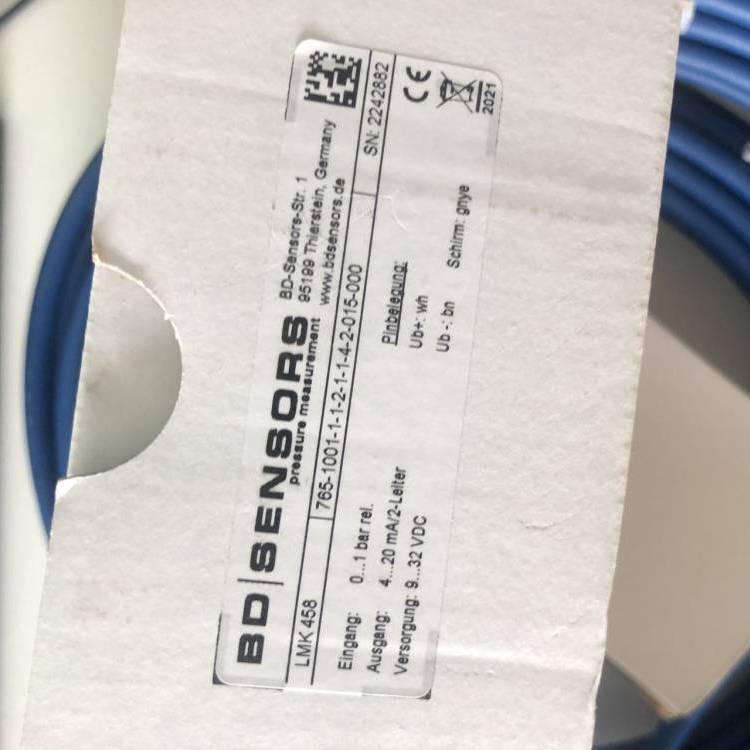 BD|SENSORS
pressure measurement
BD-Sensors-Str. 1
95199 Thierstein, Germany
www.bdsensors.de
LMK 458
765-1001-1-1-2-1-1-4-2-015-000
SN: 2242882
Eingang: 0...1 bar rel.
Ausgang: 4...20 mA/2-Leiter
Versorgung: 9...32 VDC
Pinbelegung:
Ub+: wh
Ub -: bn
Schirm: gnye
CE
2021